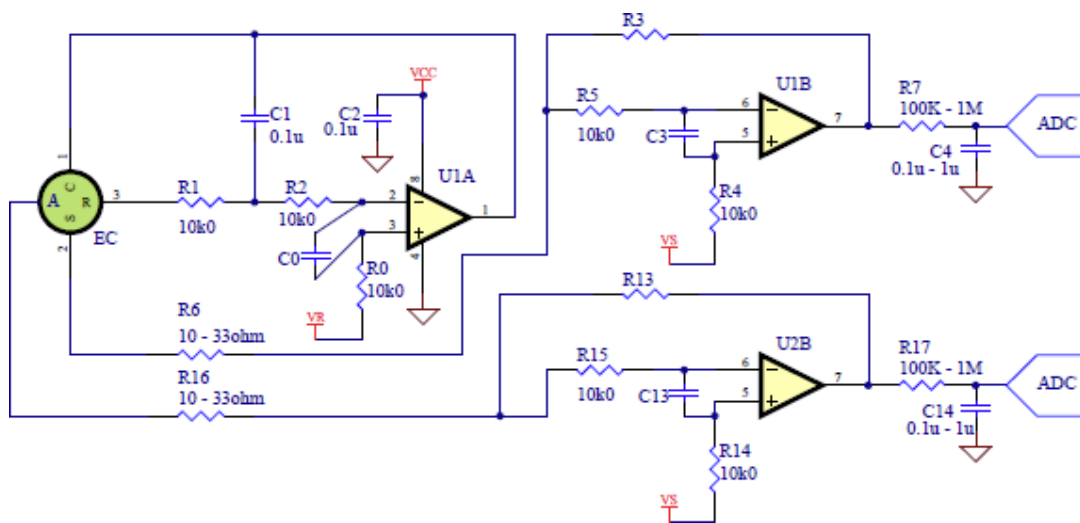 R3
VCC
U1B
R7
100K - 1M
C1
0.1u
C2
0.1u
R5
10k0
6
7
ADC
C3
5
C4
0.1u - 1u
1
C
8
U1A
R4
10k0
A
R
3
R1
10k0
R2
10k0
2
1
S
EC
3
VS
2
C0
4
R0
10k0
R13
VR
U2B
R6
10 - 33ohm
R17
100K - 1M
R15
10k0
6
7
R16
10 - 33ohm
ADC
C13
5
C14
0.1u - 1u
R14
10k0
VS